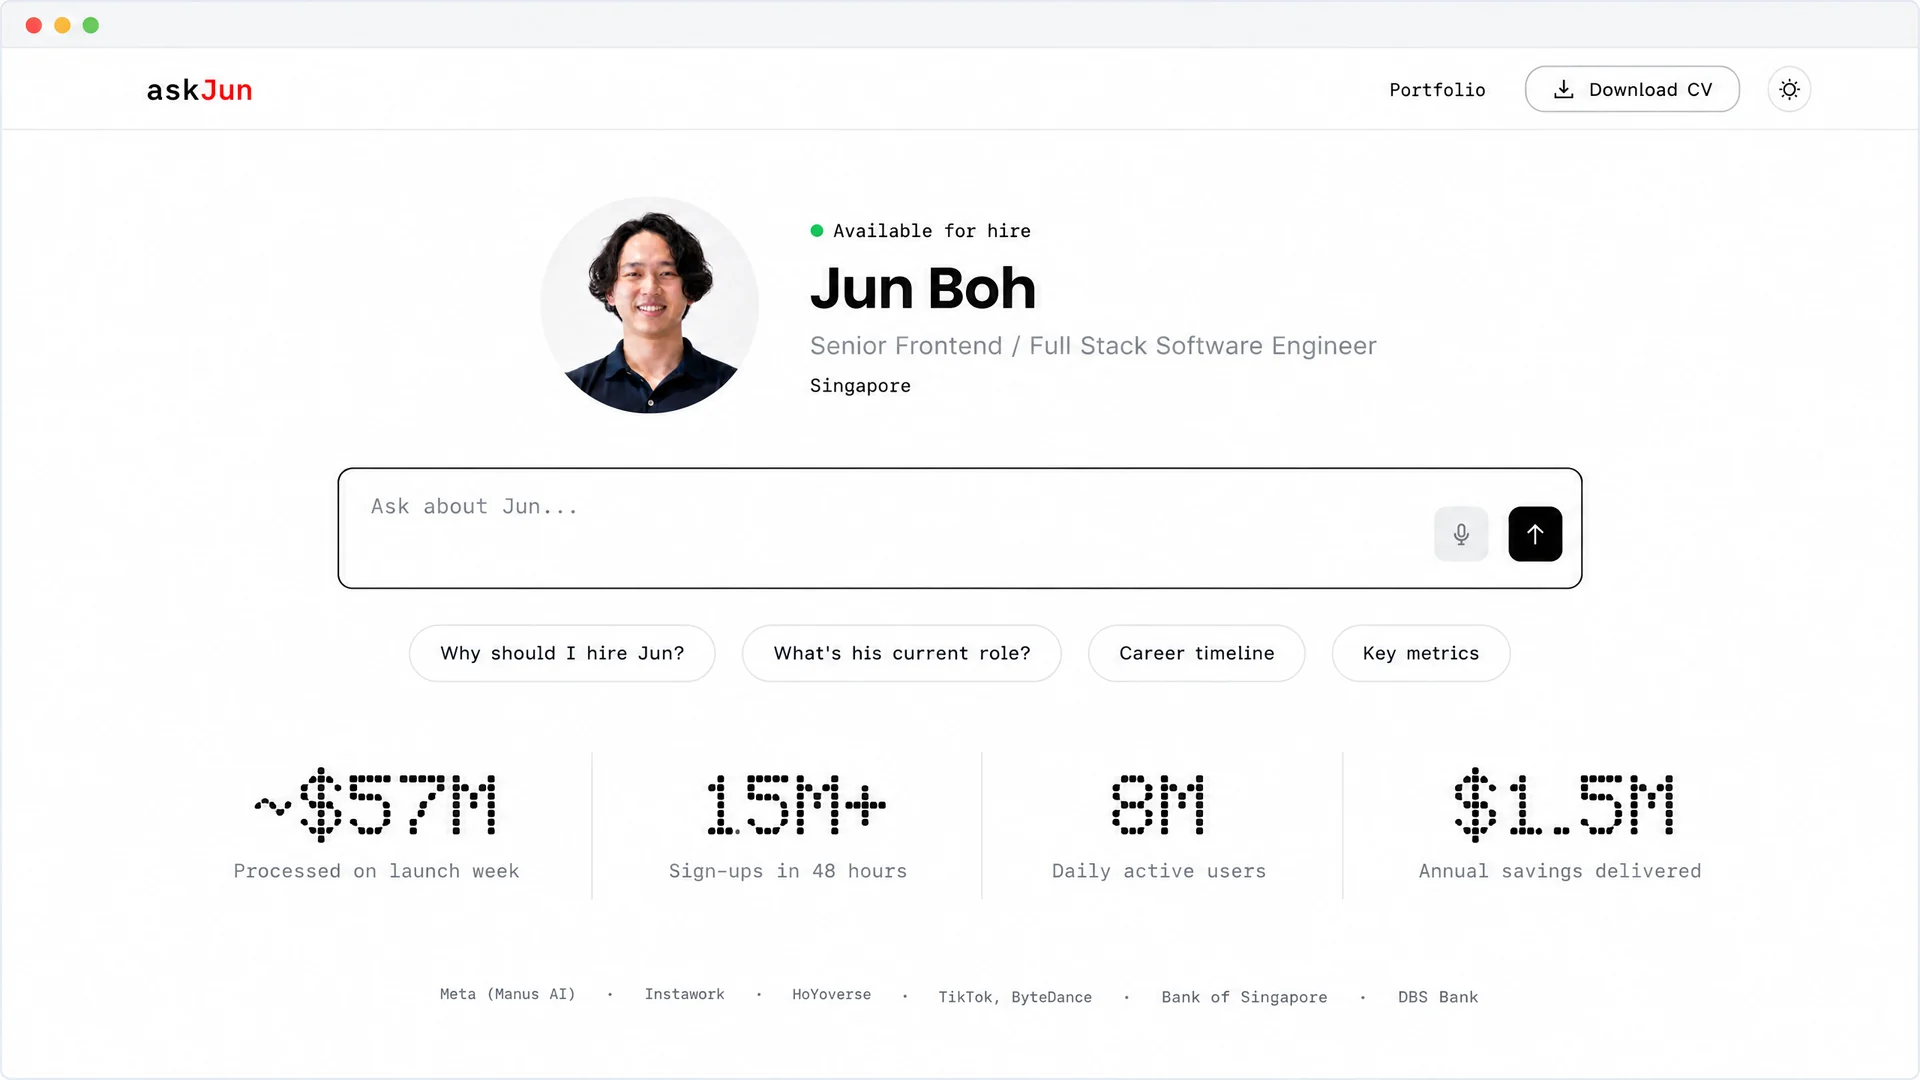 askJun
Portfolio
Download CV
Available for hire
Jun Boh
Senior Frontend / Full Stack Software Engineer
Singapore
Ask about Jun...
Why should I hire Jun?
What's his current role?
Career timeline
Key metrics
~$57M
Processed on launch week
15M+
Sign-ups in 48 hours
8M
Daily active users
$1.5M
Annual savings delivered
Meta (Manus AI) · Instawork · HoYoverse · TikTok, ByteDance · Bank of Singapore · DBS Bank